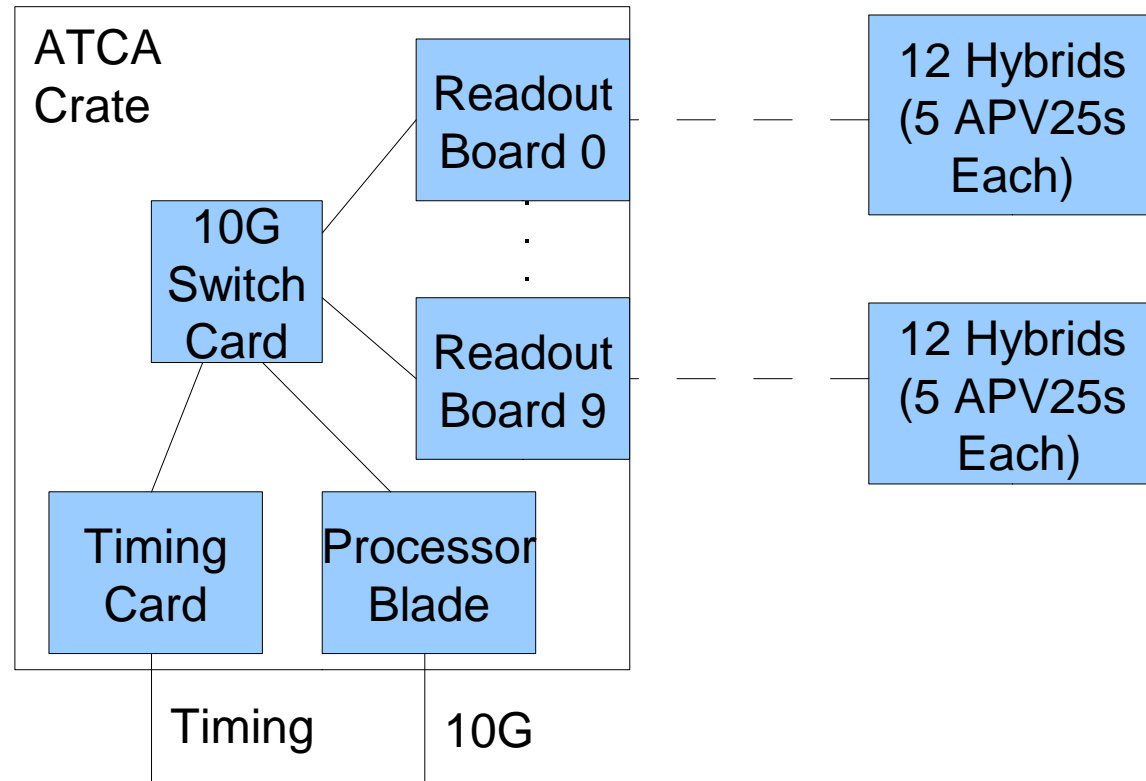 ATCA
Crate
Readout
Board 0
12 Hybrids
(5 APV25s
Each)
10G
Switch
Card
Readout
Board 9
12 Hybrids
(5 APV25s
Each)
Timing
Card
Processor
Blade
Timing
10G